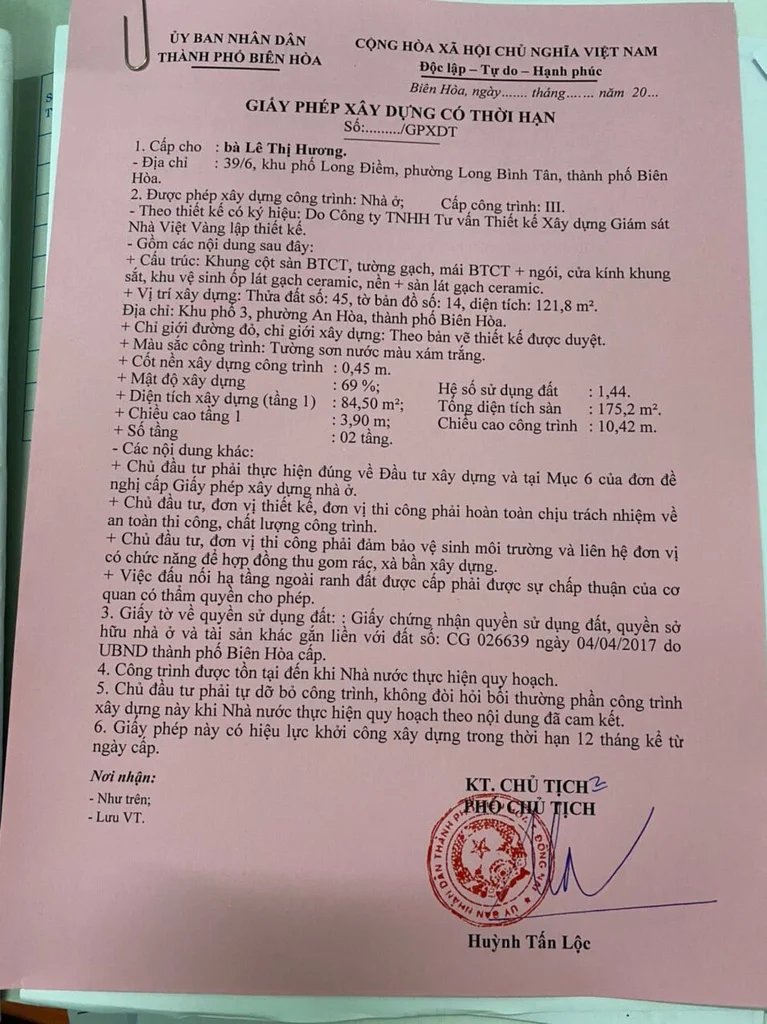 ỦY BAN NHÂN DÂN
THÀNH PHỐ BIÊN HÒA
CỘNG HÒA XÃ HỘI CHỦ NGHĨA VIỆT NAM
Độc lập – Tự do – Hạnh phúc
Biên Hòa, ngày....... tháng....... năm 20...
GIẤY PHÉP XÂY DỰNG CÓ THỜI HẠN
Số:........./GPXDT
1. Cấp cho : bà Lê Thị Hương.
- Địa chỉ : 39/6, khu phố Long Điềm, phường Long Bình Tân, thành phố Biên
Hòa.
2. Được phép xây dựng công trình: Nhà ở; Cấp công trình: III.
- Theo thiết kế có ký hiệu: Do Công ty TNHH Tư vấn Thiết kế Xây dựng Giám sát
Nhà Việt Vàng lập thiết kế.
- Gồm các nội dung sau đây:
+ Cấu trúc: Khung cột sàn BTCT, tường gạch, mái BTCT + ngói, cửa kính khung
sắt, khu vệ sinh ốp lát gạch ceramic, nền + sàn lát gạch ceramic.
+ Vị trí xây dựng: Thửa đất số: 45, tờ bản đồ số: 14, diện tích: 121,8 m².
Địa chỉ: Khu phố 3, phường An Hòa, thành phố Biên Hòa.
+ Chỉ giới đường đỏ, chỉ giới xây dựng: Theo bản vẽ thiết kế được duyệt.
+ Màu sắc công trình: Tường sơn nước màu xám trắng.
+ Cốt nền xây dựng công trình : 0,45 m.
+ Mật độ xây dựng : 69 %; Hệ số sử dụng đất : 1,44.
+ Diện tích xây dựng (tầng 1) : 84,50 m²; Tổng diện tích sàn : 175,2 m².
+ Chiều cao tầng 1 : 3,90 m; Chiều cao công trình : 10,42 m.
+ Số tầng : 02 tầng.
- Các nội dung khác:
+ Chủ đầu tư phải thực hiện đúng về Đầu tư xây dựng và tại Mục 6 của đơn đề
nghị cấp Giấy phép xây dựng nhà ở.
+ Chủ đầu tư, đơn vị thiết kế, đơn vị thi công phải hoàn toàn chịu trách nhiệm về
an toàn thi công, chất lượng công trình.
+ Chủ đầu tư, đơn vị thi công phải đảm bảo vệ sinh môi trường và liên hệ đơn vị
có chức năng để hợp đồng thu gom rác, xà bần xây dựng.
+ Việc đấu nối hạ tầng ngoài ranh đất được cấp phải được sự chấp thuận của cơ
quan có thẩm quyền cho phép.
3. Giấy tờ về quyền sử dụng đất: : Giấy chứng nhận quyền sử dụng đất, quyền sở
hữu nhà ở và tài sản khác gắn liền với đất số: CG 026639 ngày 04/04/2017 do
UBND thành phố Biên Hòa cấp.
4. Công trình được tồn tại đến khi Nhà nước thực hiện quy hoạch.
5. Chủ đầu tư phải tự dỡ bỏ công trình, không đòi hỏi bồi thường phần công trình
xây dựng này khi Nhà nước thực hiện quy hoạch theo nội dung đã cam kết.
6. Giấy phép này có hiệu lực khởi công xây dựng trong thời hạn 12 tháng kể từ
ngày cấp.
Nơi nhận:
- Như trên;
- Lưu VT.
KT. CHỦ TỊCH
PHÓ CHỦ TỊCH
Huỳnh Tấn Lộc